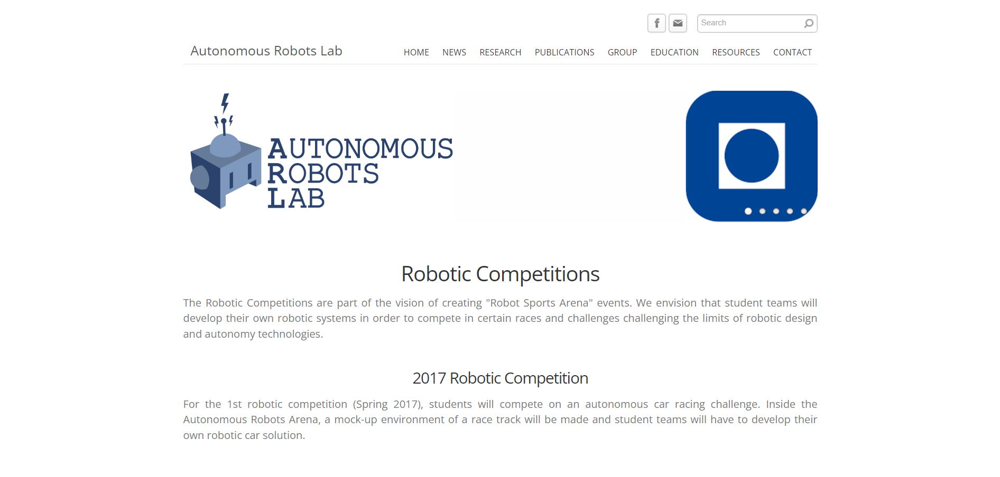 Search
Autonomous Robots Lab
HOME NEWS RESEARCH PUBLICATIONS GROUP EDUCATION RESOURCES CONTACT
AUTONOMOUS
ROBOTS
LAB
Robotic Competitions
The Robotic Competitions are part of the vision of creating "Robot Sports Arena" events. We envision that student teams will
develop their own robotic systems in order to compete in certain races and challenges challenging the limits of robotic design
and autonomy technologies.
2017 Robotic Competition
For the 1st robotic competition (Spring 2017), students will compete on an autonomous car racing challenge. Inside the
Autonomous Robots Arena, a mock-up environment of a race track will be made and student teams will have to develop their
own robotic car solution.